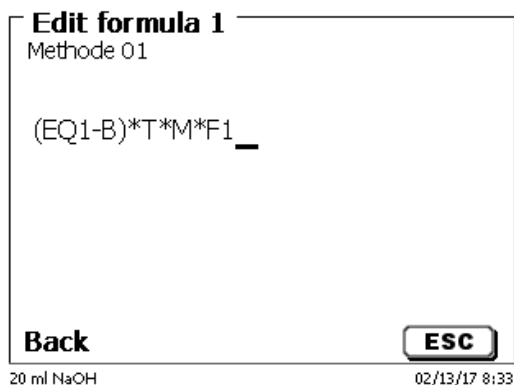 Edit formula 1
Methode 01
(EQ1-B)*T*M*F1_
Back
ESC
20 ml NaOH
02/13/17 8:33